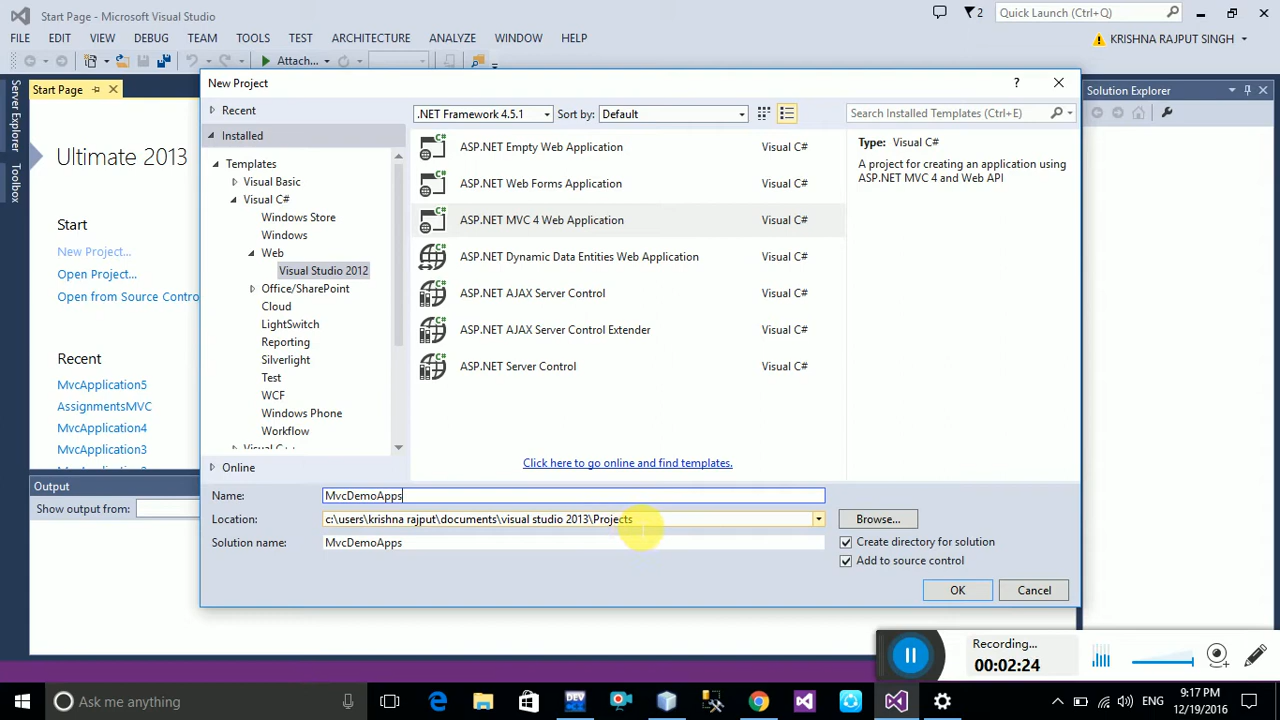 Start Page - Microsoft Visual Studio
2
Quick Launch (Ctrl+Q)
FILE EDIT VIEW DEBUG TEAM TOOLS TEST ARCHITECTURE ANALYZE WINDOW HELP
KRISHNA RAJPUT SINGH
Attach...
Server Explorer
Toolbox
Start Page
Ultimate 2013
Start
New Project...
Open Project...
Open from Source Contro
Recent
MvcApplication5
AssignmentsMVC
MvcApplication4
MvcApplication3
Output
Show output from:
New Project
?
Recent
Installed
.NET Framework 4.5.1
Sort by:
Default
Search Installed Templates (Ctrl+E)
Templates
Visual Basic
Visual C#
Windows Store
Windows
Web
Visual Studio 2012
Office/SharePoint
Cloud
LightSwitch
Reporting
Silverlight
Test
WCF
Windows Phone
Workflow
Visual C++
Online
ASP.NET Empty Web Application Visual C#
ASP.NET Web Forms Application Visual C#
ASP.NET MVC 4 Web Application Visual C#
ASP.NET Dynamic Data Entities Web Application Visual C#
ASP.NET AJAX Server Control Visual C#
ASP.NET AJAX Server Control Extender Visual C#
ASP.NET Server Control Visual C#
Click here to go online and find templates.
Type: Visual C#
A project for creating an application using
ASP.NET MVC 4 and Web API
Name: MvcDemoApps
Location: c:\users\krishna rajput\documents\visual studio 2013\Projects
Browse...
Solution name: MvcDemoApps
Create directory for solution
Add to source control
OK
Cancel
Solution Explorer
Recording...
00:02:24
Ask me anything
DEV
ENG
9:17 PM
12/19/2016